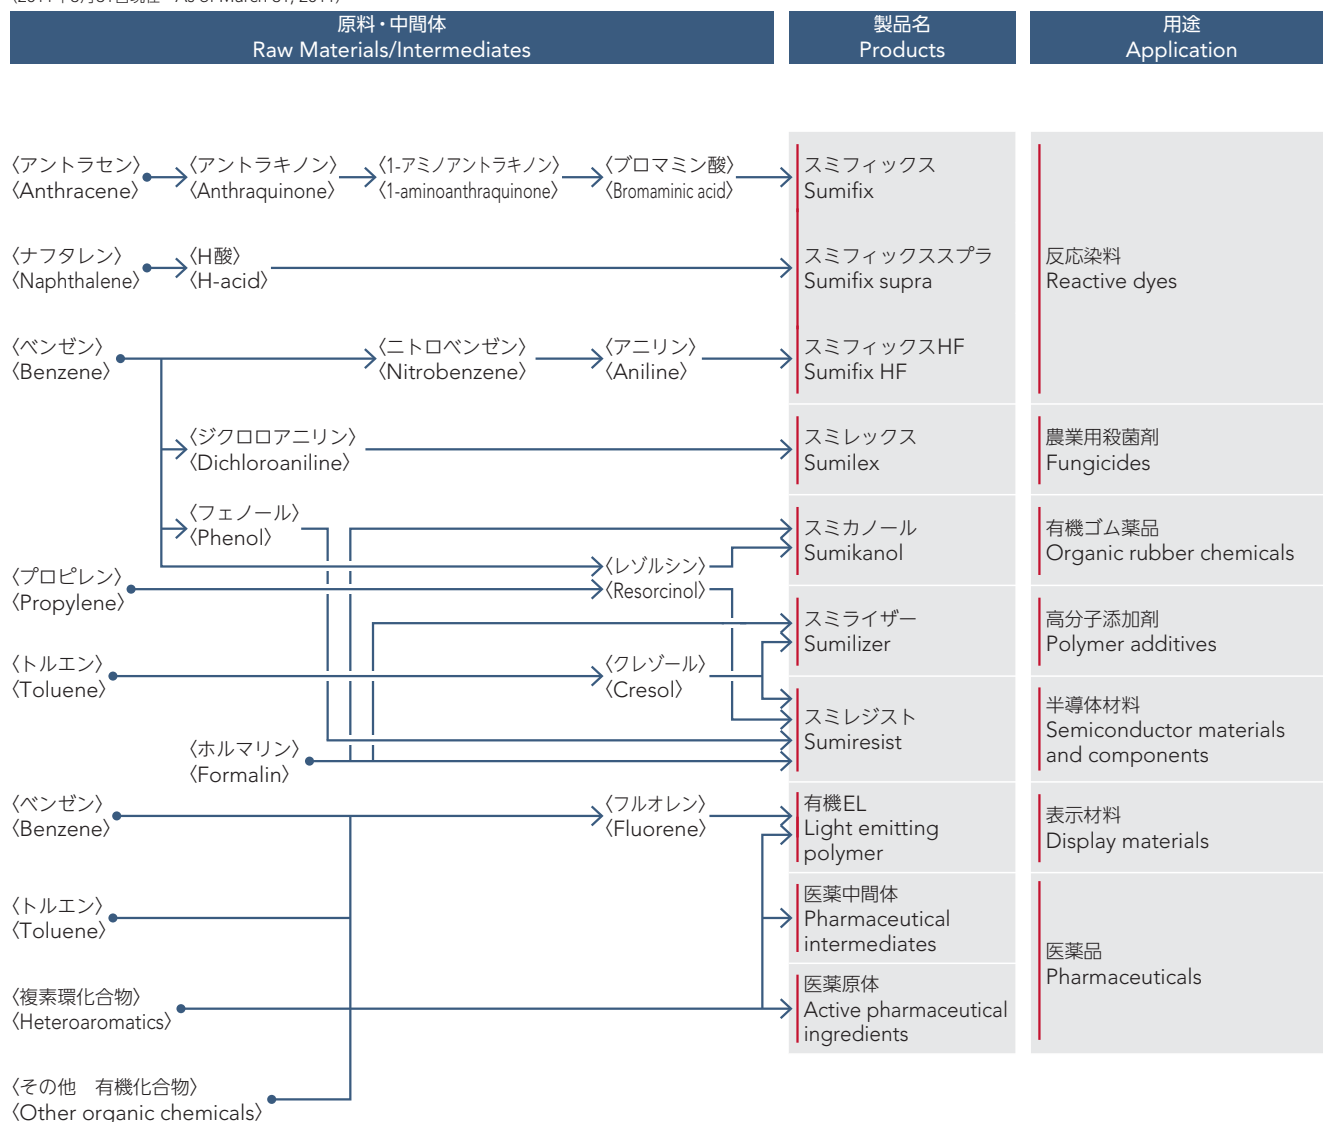 原料・中間体
Raw Materials/Intermediates
製品名
Products
用途
Application
〈アントラセン〉
〈Anthracene〉
〈アントラキノン〉
〈Anthraquinone〉
〈1-アミノアントラキノン〉
〈1-aminoanthraquinone〉
〈ブロマミン酸〉
〈Bromaminic acid〉
スミフィックス
Sumifix
〈ナフタレン〉
〈Naphthalene〉
〈H酸〉
〈H-acid〉
スミフィックススプラ
Sumifix supra
反応染料
Reactive dyes
〈ベンゼン〉
〈Benzene〉
〈ニトロベンゼン〉
〈Nitrobenzene〉
〈アニリン〉
〈Aniline〉
スミフィックスHF
Sumifix HF
〈ジクロロアニリン〉
〈Dichloroaniline〉
スミレックス
Sumilex
農業用殺菌剤
Fungicides
〈フェノール〉
〈Phenol〉
スミカノール
Sumikanol
有機ゴム薬品
Organic rubber chemicals
〈プロピレン〉
〈Propylene〉
〈レゾルシン〉
〈Resorcinol〉
スミライザー
Sumilizer
高分子添加剤
Polymer additives
〈トルエン〉
〈Toluene〉
〈クレゾール〉
〈Cresol〉
スミレジスト
Sumiresist
半導体材料
Semiconductor materials
and components
〈ホルマリン〉
〈Formalin〉
〈ベンゼン〉
〈Benzene〉
〈フルオレン〉
〈Fluorene〉
有機EL
Light emitting
polymer
表示材料
Display materials
〈トルエン〉
〈Toluene〉
医薬中間体
Pharmaceutical
intermediates
医薬品
Pharmaceuticals
〈複素環化合物〉
〈Heteroaromatics〉
医薬原体
Active pharmaceutical
ingredients
〈その他　有機化合物〉
〈Other organic chemicals〉